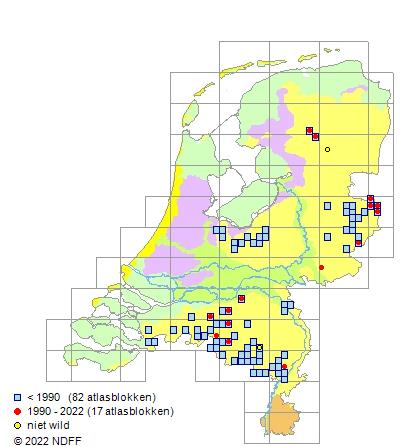 < 1990 (82 atlasblokken)
1990 - 2022 (17 atlasblokken)
niet wild
© 2022 NDFF